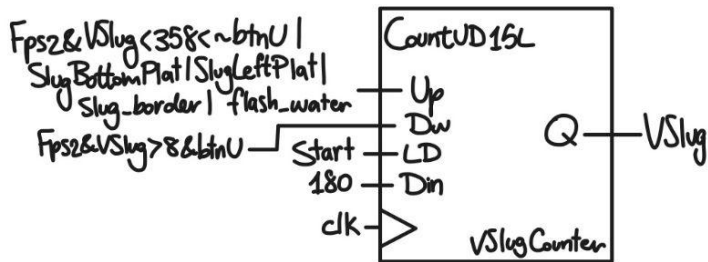 Fps2&VSlug<358<~btnU|
SlugBottomPlat|SlugLeftPlat|
Slug_border| flash_water
Fps2&VSlug>8&btnU
Start
180
clk
CountUD15L
Up
Dw
LD
Din
Q
VSlug
VSlugCounter